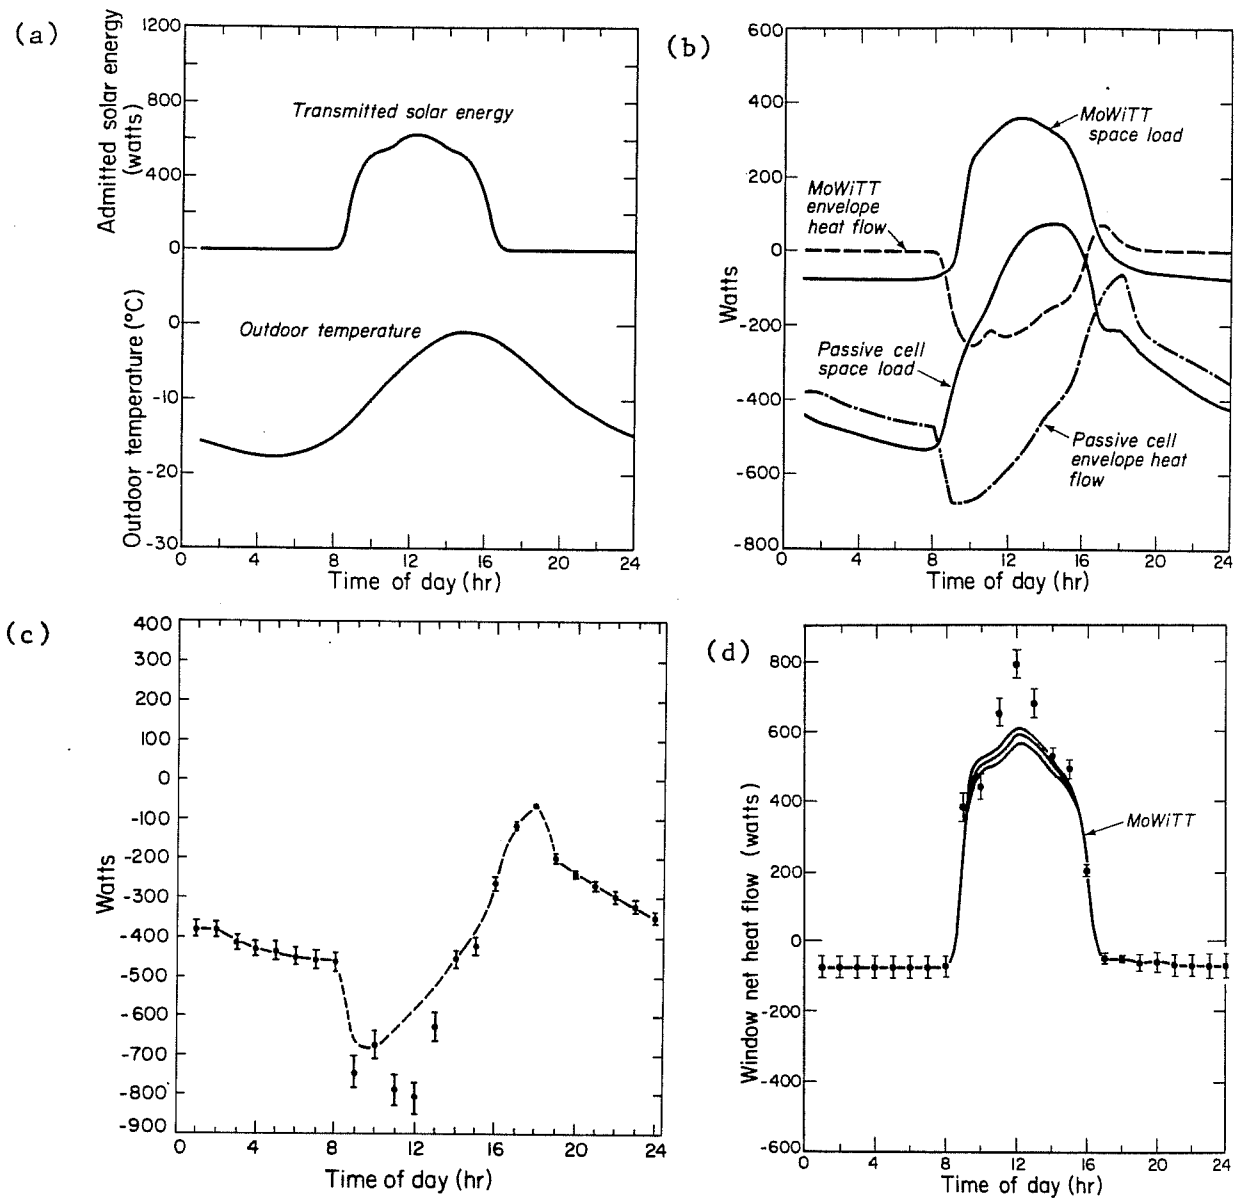 (a)
Admitted solar energy
(watts)
1200
800
400
0
Transmitted solar energy
Outdoor temperature (°C)
0
-10
-20
-30
Outdoor temperature
0 4 8 12 16 20 24
Time of day (hr)
(b)
Watts
600
400
200
0
-200
-400
-600
-800
MoWiTT
space load
MoWiTT
envelope
heat flow
Passive cell
space load
Passive cell
envelope heat
flow
0 4 8 12 16 20 24
Time of day (hr)
(c)
Watts
400
300
200
100
0
-100
-200
-300
-400
-500
-600
-700
-800
-900
0 4 8 12 16 20 24
Time of day (hr)
(d)
Window net heat flow (watts)
800
600
400
200
0
-200
-400
-600
MoWiTT
0 4 8 12 16 20 24
Time of day (hr)